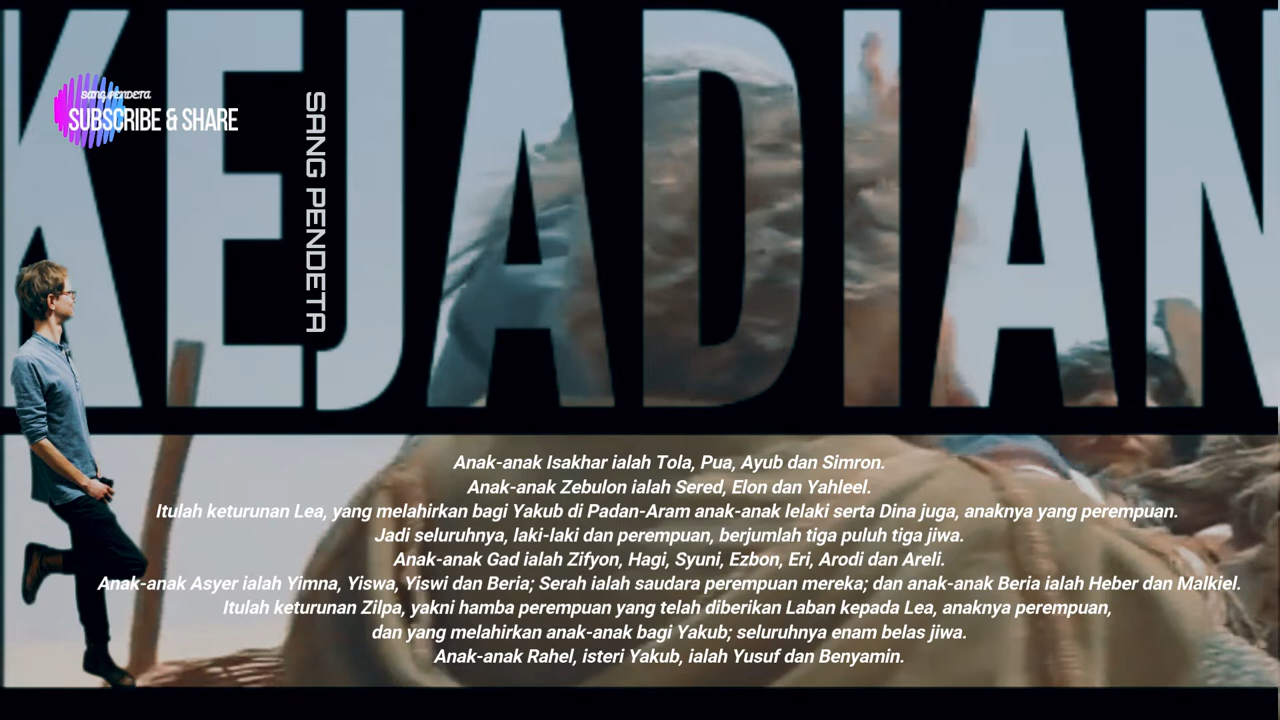 KEJADIAN
sang pendeta
SUBSCRIBE & SHARE
SANG PENDETA
Anak-anak Isakhar ialah Tola, Pua, Ayub dan Simron.
Anak-anak Zebulon ialah Sered, Elon dan Yahleel.
Itulah keturunan Lea, yang melahirkan bagi Yakub di Padan-Aram anak-anak lelaki serta Dina juga, anaknya yang perempuan.
Jadi seluruhnya, laki-laki dan perempuan, berjumlah tiga puluh tiga jiwa.
Anak-anak Gad ialah Zifyon, Hagi, Syuni, Ezbon, Eri, Arodi dan Areli.
Anak-anak Asyer ialah Yimna, Yiswa, Yiswi dan Beria; Serah ialah saudara perempuan mereka; dan anak-anak Beria ialah Heber dan Malkiel.
Itulah keturunan Zilpa, yakni hamba perempuan yang telah diberikan Laban kepada Lea, anaknya perempuan,
dan yang melahirkan anak-anak bagi Yakub; seluruhnya enam belas jiwa.
Anak-anak Rahel, isteri Yakub, ialah Yusuf dan Benyamin.